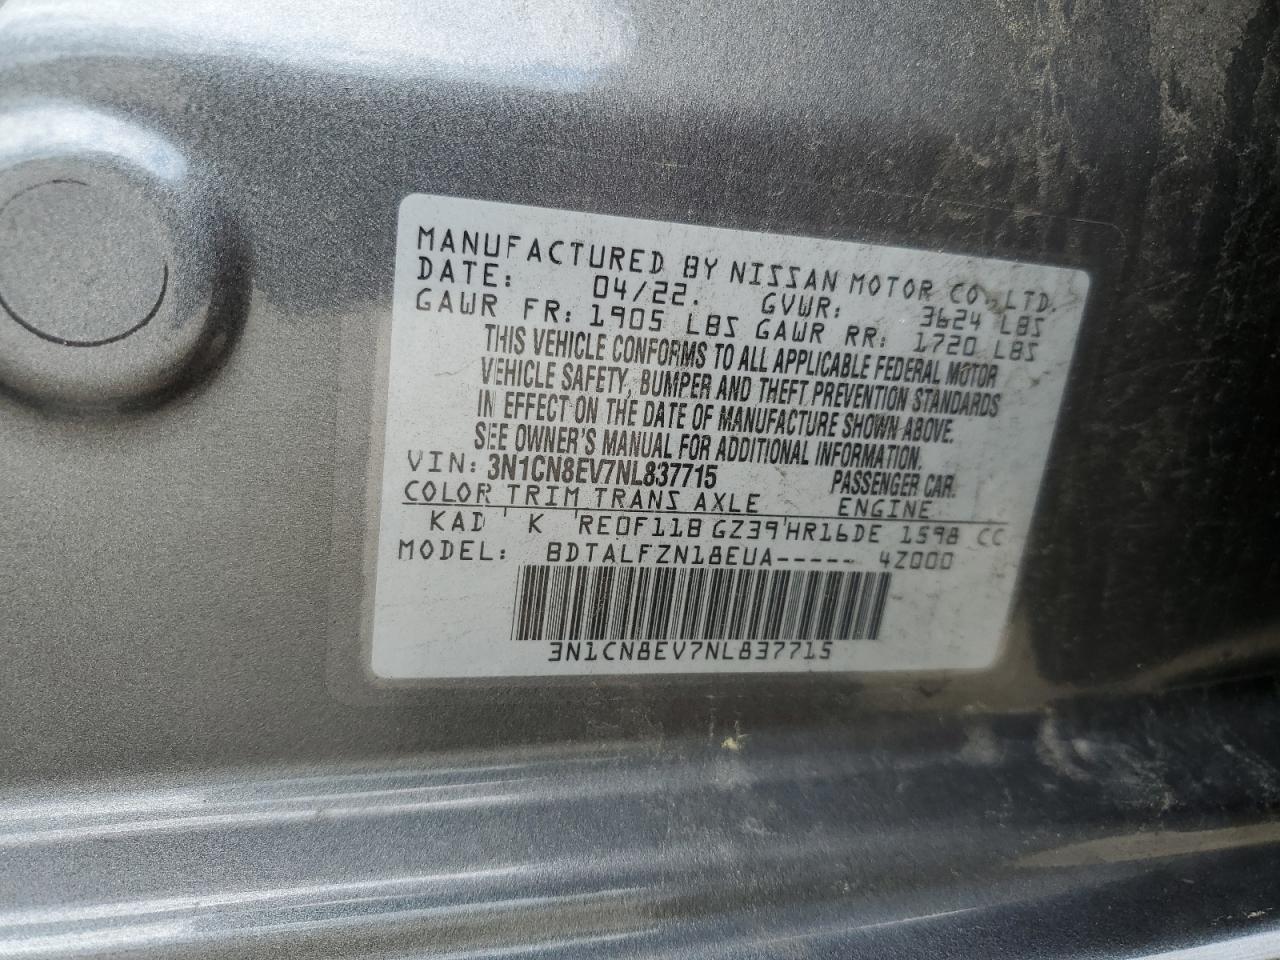 MANUFACTURED BY NISSAN MOTOR CO., LTD.
DATE: 04/22. GVWR: 3624 LBS
GAWR FR: 1905 LBS GAWR RR: 1720 LBS
THIS VEHICLE CONFORMS TO ALL APPLICABLE FEDERAL MOTOR
VEHICLE SAFETY, BUMPER AND THEFT PREVENTION STANDARDS
IN EFFECT ON THE DATE OF MANUFACTURE SHOWN ABOVE.
SEE OWNER'S MANUAL FOR ADDITIONAL INFORMATION.
VIN: 3N1CN8EV7NL837715 PASSENGER CAR.
COLOR TRIM TRANS AXLE ENGINE
KAD ' K ' RE0F11B GZ39 ' HR16DE 1598 CC
MODEL: BDTALFZN18EUA----- 4Z000
3N1CN8EV7NL837715